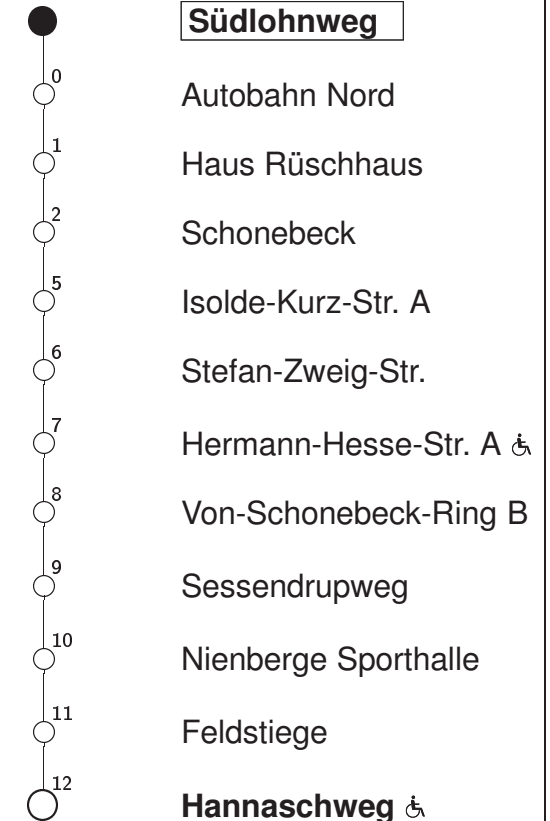 Südlohnweg
0 Autobahn Nord
1 Haus Rüschhaus
2 Schonebeck
5 Isolde-Kurz-Str. A
6 Stefan-Zweig-Str.
7 Hermann-Hesse-Str. A
8 Von-Schonebeck-Ring B
9 Sessendrupweg
10 Nienberge Sporthalle
11 Feldstiege
12 Hannaschweg